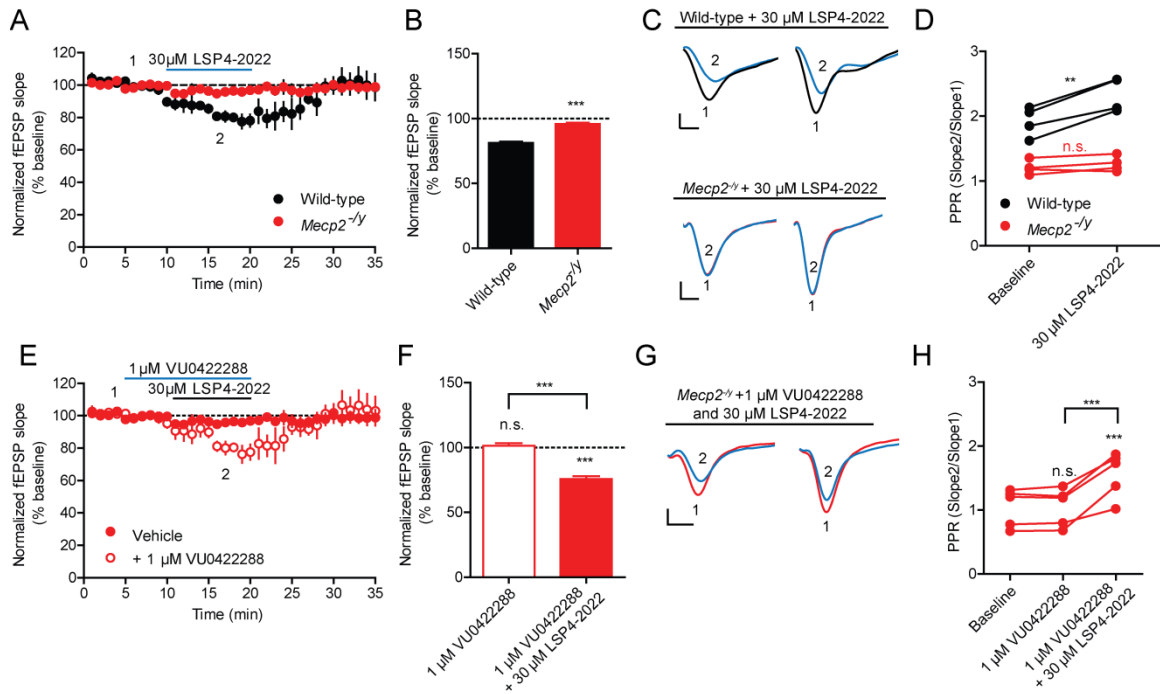 A
120
100
80
60
40
20
0
0 5 10 15 20 25 30 35
Time (min)
Normalized fEPSP slope
(% baseline)
1
30µM LSP4-2022
2
Wild-type
Mecp2-/y
B
150
100
50
0
Normalized fEPSP slope
(% baseline)
***
Wild-type
Mecp2-/y
C
Wild-type + 30 µM LSP4-2022
2
1
2
1
Mecp2-/y + 30 µM LSP4-2022
2
1
2
1
D
3
2
1
0
PPR (Slope2/Slope1)
**
n.s.
Wild-type
Mecp2-/y
Baseline
30 µM LSP4-2022
E
1 µM VU0422288
30µM LSP4-2022
120
100
80
60
40
20
0
0 5 10 15 20 25 30 35
Time (min)
Normalized fEPSP slope
(% baseline)
1
2
Vehicle
+ 1 µM VU0422288
F
150
100
50
0
Normalized fEPSP slope
(% baseline)
***
n.s.
***
1 µM VU0422288
1 µM VU0422288
+ 30 µM LSP4-2022
G
Mecp2-/y +1 µM VU0422288
and 30 µM LSP4-2022
2
1
2
1
H
3
2
1
0
PPR (Slope2/Slope1)
***
***
n.s.
Baseline
1 µM VU0422288
1 µM VU0422288
+ 30 µM LSP4-2022